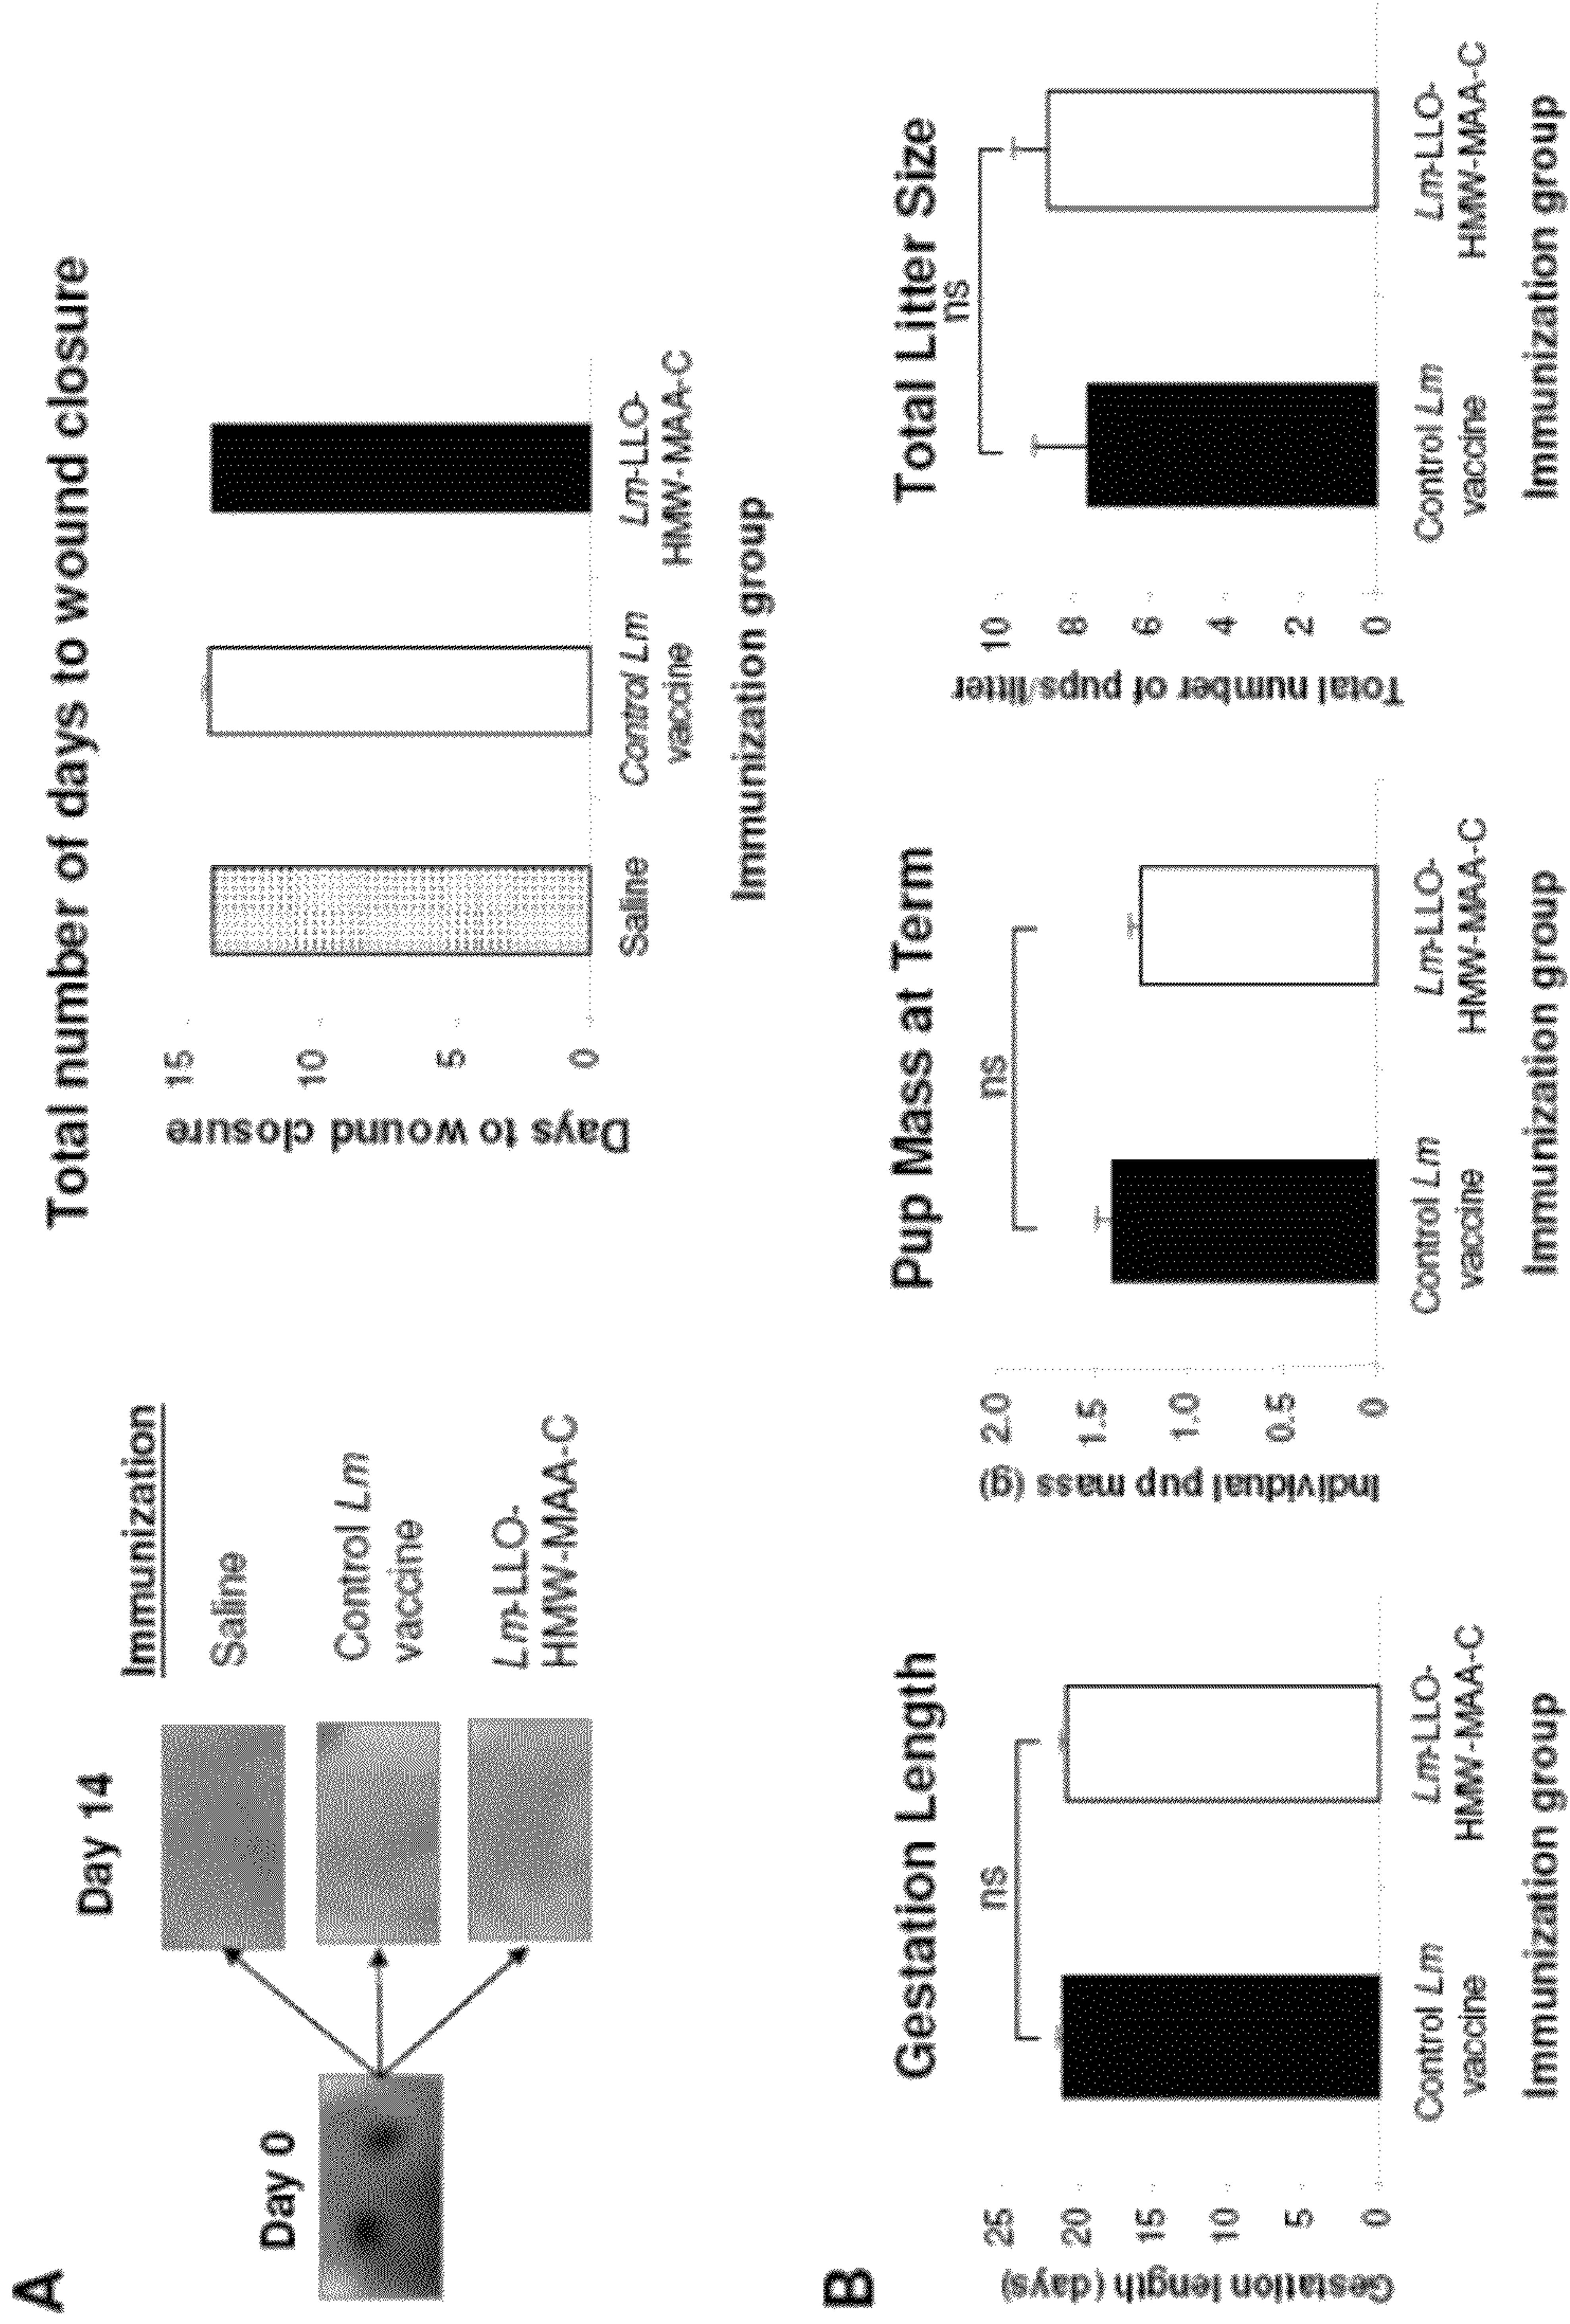 A
Day 0
Day 14
Immunization
Saline
Control Lm
vaccine
Lm-LLO-
HMW-MAA-C
Total number of days to wound closure
Days to wound closure
15
10
5
0
Saline
Control Lm
vaccine
Lm-LLO-
HMW-MAA-C
Immunization group
B
Gestation Length
ns
Gestation length (days)
25
20
15
10
5
0
Control Lm
vaccine
Lm-LLO-
HMW-MAA-C
Immunization group
Pup Mass at Term
ns
Individual pup mass (g)
2.0
1.5
1.0
0.5
0
Control Lm
vaccine
Lm-LLO-
HMW-MAA-C
Immunization group
Total Litter Size
ns
Total number of pups/litter
10
8
6
4
2
0
Control Lm
vaccine
Lm-LLO-
HMW-MAA-C
Immunization group